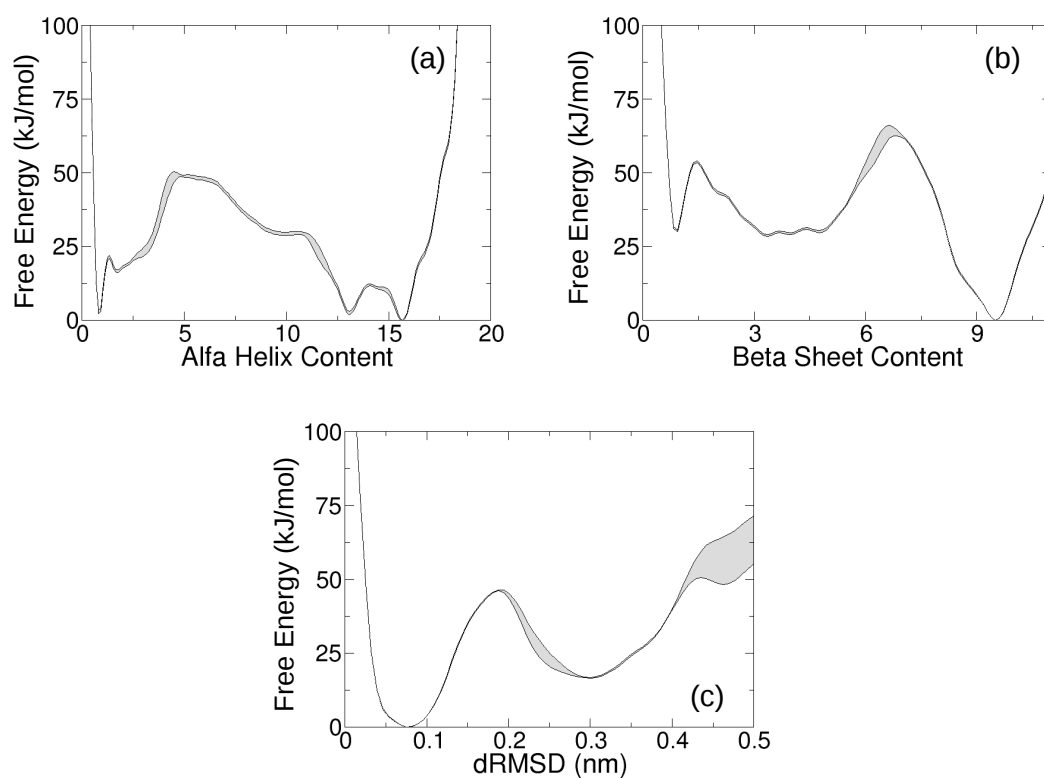 (a)
Free Energy (kJ/mol)
100
75
50
25
0
0 5 10 15 20
Alfa Helix Content
(b)
Free Energy (kJ/mol)
100
75
50
25
0
0 3 6 9
Beta Sheet Content
(c)
Free Energy (kJ/mol)
100
75
50
25
0
0 0.1 0.2 0.3 0.4 0.5
dRMSD (nm)